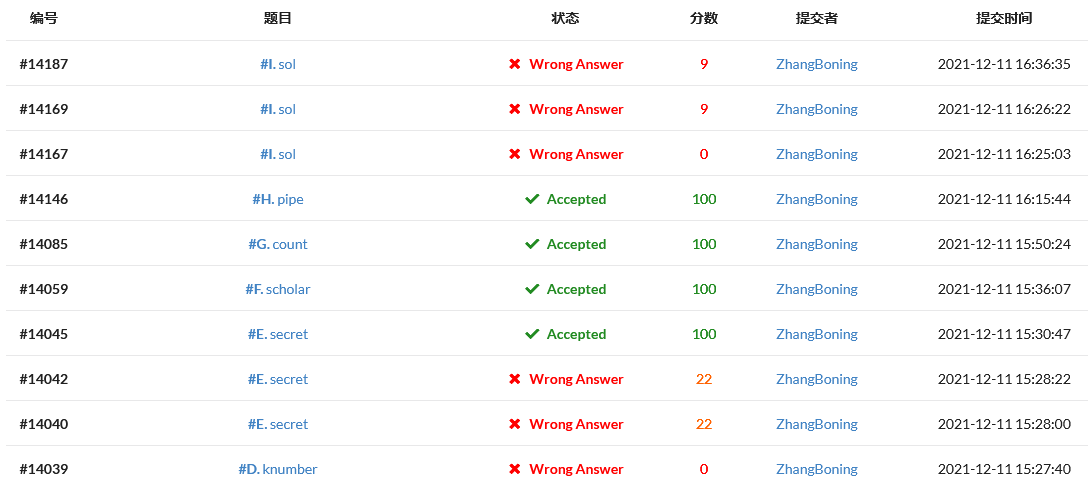 编号 题目 状态 分数 提交者 提交时间
#14187 #I. sol Wrong Answer 9 ZhangBoning 2021-12-11 16:36:35
#14169 #I. sol Wrong Answer 9 ZhangBoning 2021-12-11 16:26:22
#14167 #I. sol Wrong Answer 0 ZhangBoning 2021-12-11 16:25:03
#14146 #H. pipe Accepted 100 ZhangBoning 2021-12-11 16:15:44
#14085 #G. count Accepted 100 ZhangBoning 2021-12-11 15:50:24
#14059 #F. scholar Accepted 100 ZhangBoning 2021-12-11 15:36:07
#14045 #E. secret Accepted 100 ZhangBoning 2021-12-11 15:30:47
#14042 #E. secret Wrong Answer 22 ZhangBoning 2021-12-11 15:28:22
#14040 #E. secret Wrong Answer 22 ZhangBoning 2021-12-11 15:28:00
#14039 #D. knumber Wrong Answer 0 ZhangBoning 2021-12-11 15:27:40